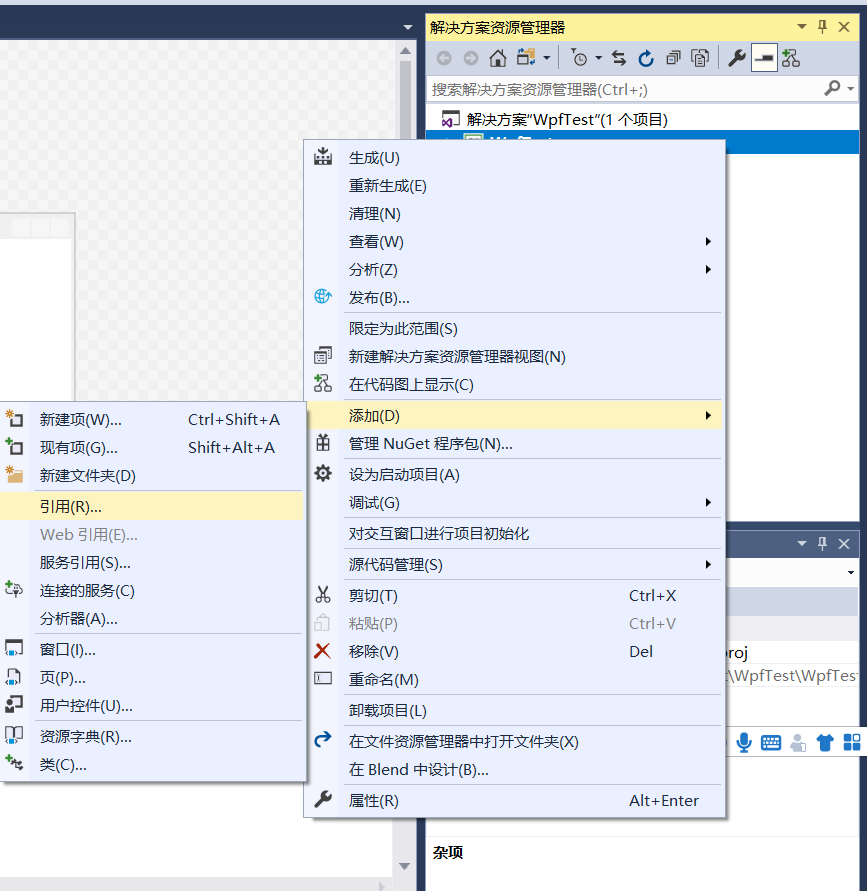 解决方案资源管理器
搜索解决方案资源管理器(Ctrl+;)
解决方案"WpfTest"(1 个项目)
生成(U)
重新生成(E)
清理(N)
查看(W)
分析(Z)
发布(B)...
限定为此范围(S)
新建解决方案资源管理器视图(N)
在代码图上显示(C)
添加(D)
管理 NuGet 程序包(N)...
设为启动项目(A)
调试(G)
对交互窗口进行项目初始化
源代码管理(S)
剪切(T) Ctrl+X
粘贴(P) Ctrl+V
移除(V) Del
重命名(M)
卸载项目(L)
在文件资源管理器中打开文件夹(X)
在 Blend 中设计(B)...
属性(R) Alt+Enter
新建项(W)... Ctrl+Shift+A
现有项(G)... Shift+Alt+A
新建文件夹(D)
引用(R)...
Web 引用(E)...
服务引用(S)...
连接的服务(C)
分析器(A)...
窗口(I)...
页(P)...
用户控件(U)...
资源字典(R)...
类(C)...
roj
\WpfTest\WpfTes
杂项